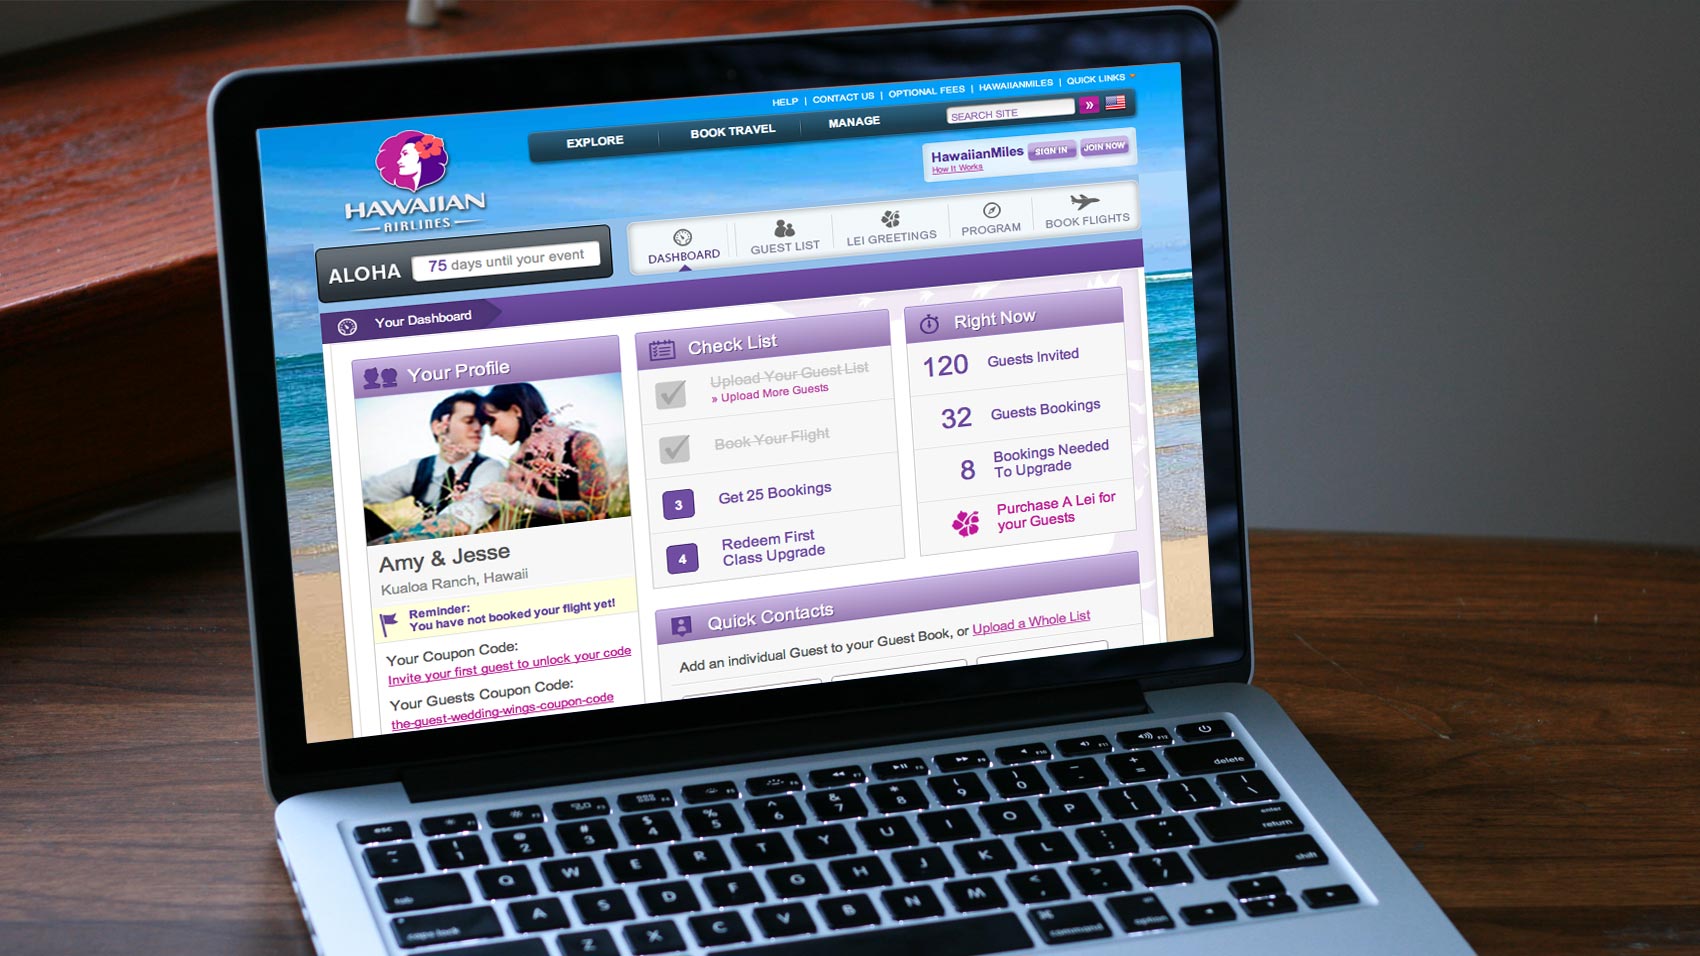 HELP | CONTACT US | OPTIONAL FEES | HAWAIIANMILES | QUICK LINKS
EXPLORE
BOOK TRAVEL
MANAGE
SEARCH SITE
»
HAWAIIAN
AIRLINES
HawaiianMiles
SIGN IN
JOIN NOW
How It Works
ALOHA
75 days until your event
DASHBOARD
GUEST LIST
LEI GREETINGS
PROGRAM
BOOK FLIGHTS
Your Dashboard
Your Profile
Amy & Jesse
Kualoa Ranch, Hawaii
Reminder:
You have not booked your flight yet!
Your Coupon Code:
Invite your first guest to unlock your code
Your Guests Coupon Code:
the-guest-wedding-wings-coupon-code
Check List
Upload Your Guest List
» Upload More Guests
Book Your Flight
3 Get 25 Bookings
4 Redeem First
Class Upgrade
Right Now
120 Guests Invited
32 Guests Bookings
8 Bookings Needed
To Upgrade
Purchase A Lei for
your Guests
Quick Contacts
Add an individual Guest to your Guest Book, or Upload a Whole List
esc
delete
tab
return
enter
caps lock
shift
command
option
Q W E R T Y U I O P
A S D F G H J K L
Z X C V B N M